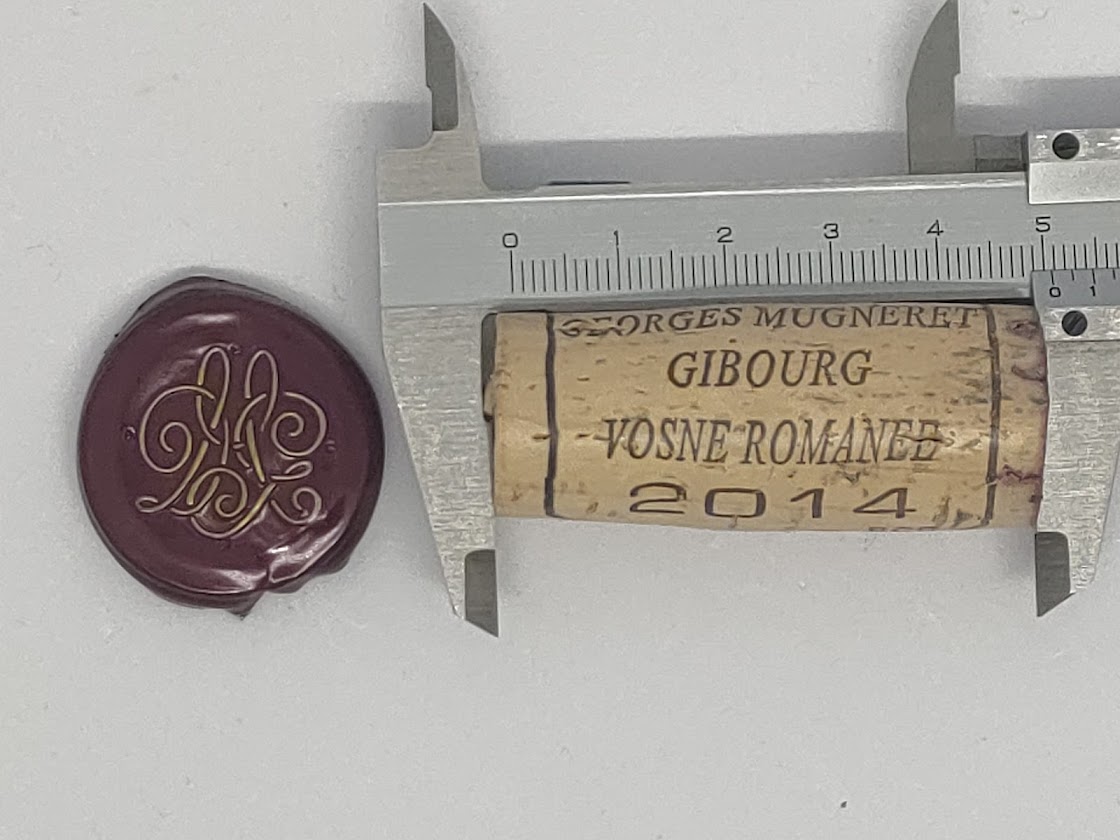 0 1 2 3 4 5
0 1
GEORGES MUGNERET
GIBOURG
VOSNE ROMANEE
2014